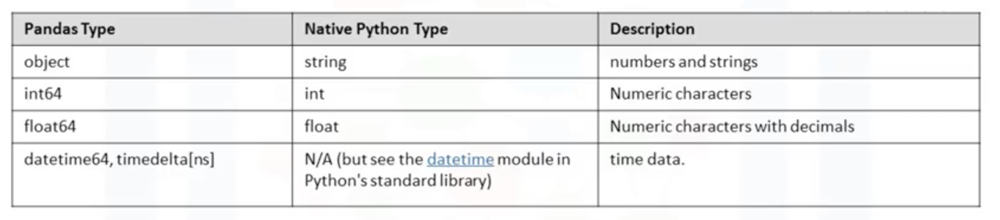 Pandas Type Native Python Type Description
object string numbers and strings
int64 int Numeric characters
float64 float Numeric characters with decimals
datetime64, timedelta[ns] N/A (but see the datetime module in time data.
Python's standard library)